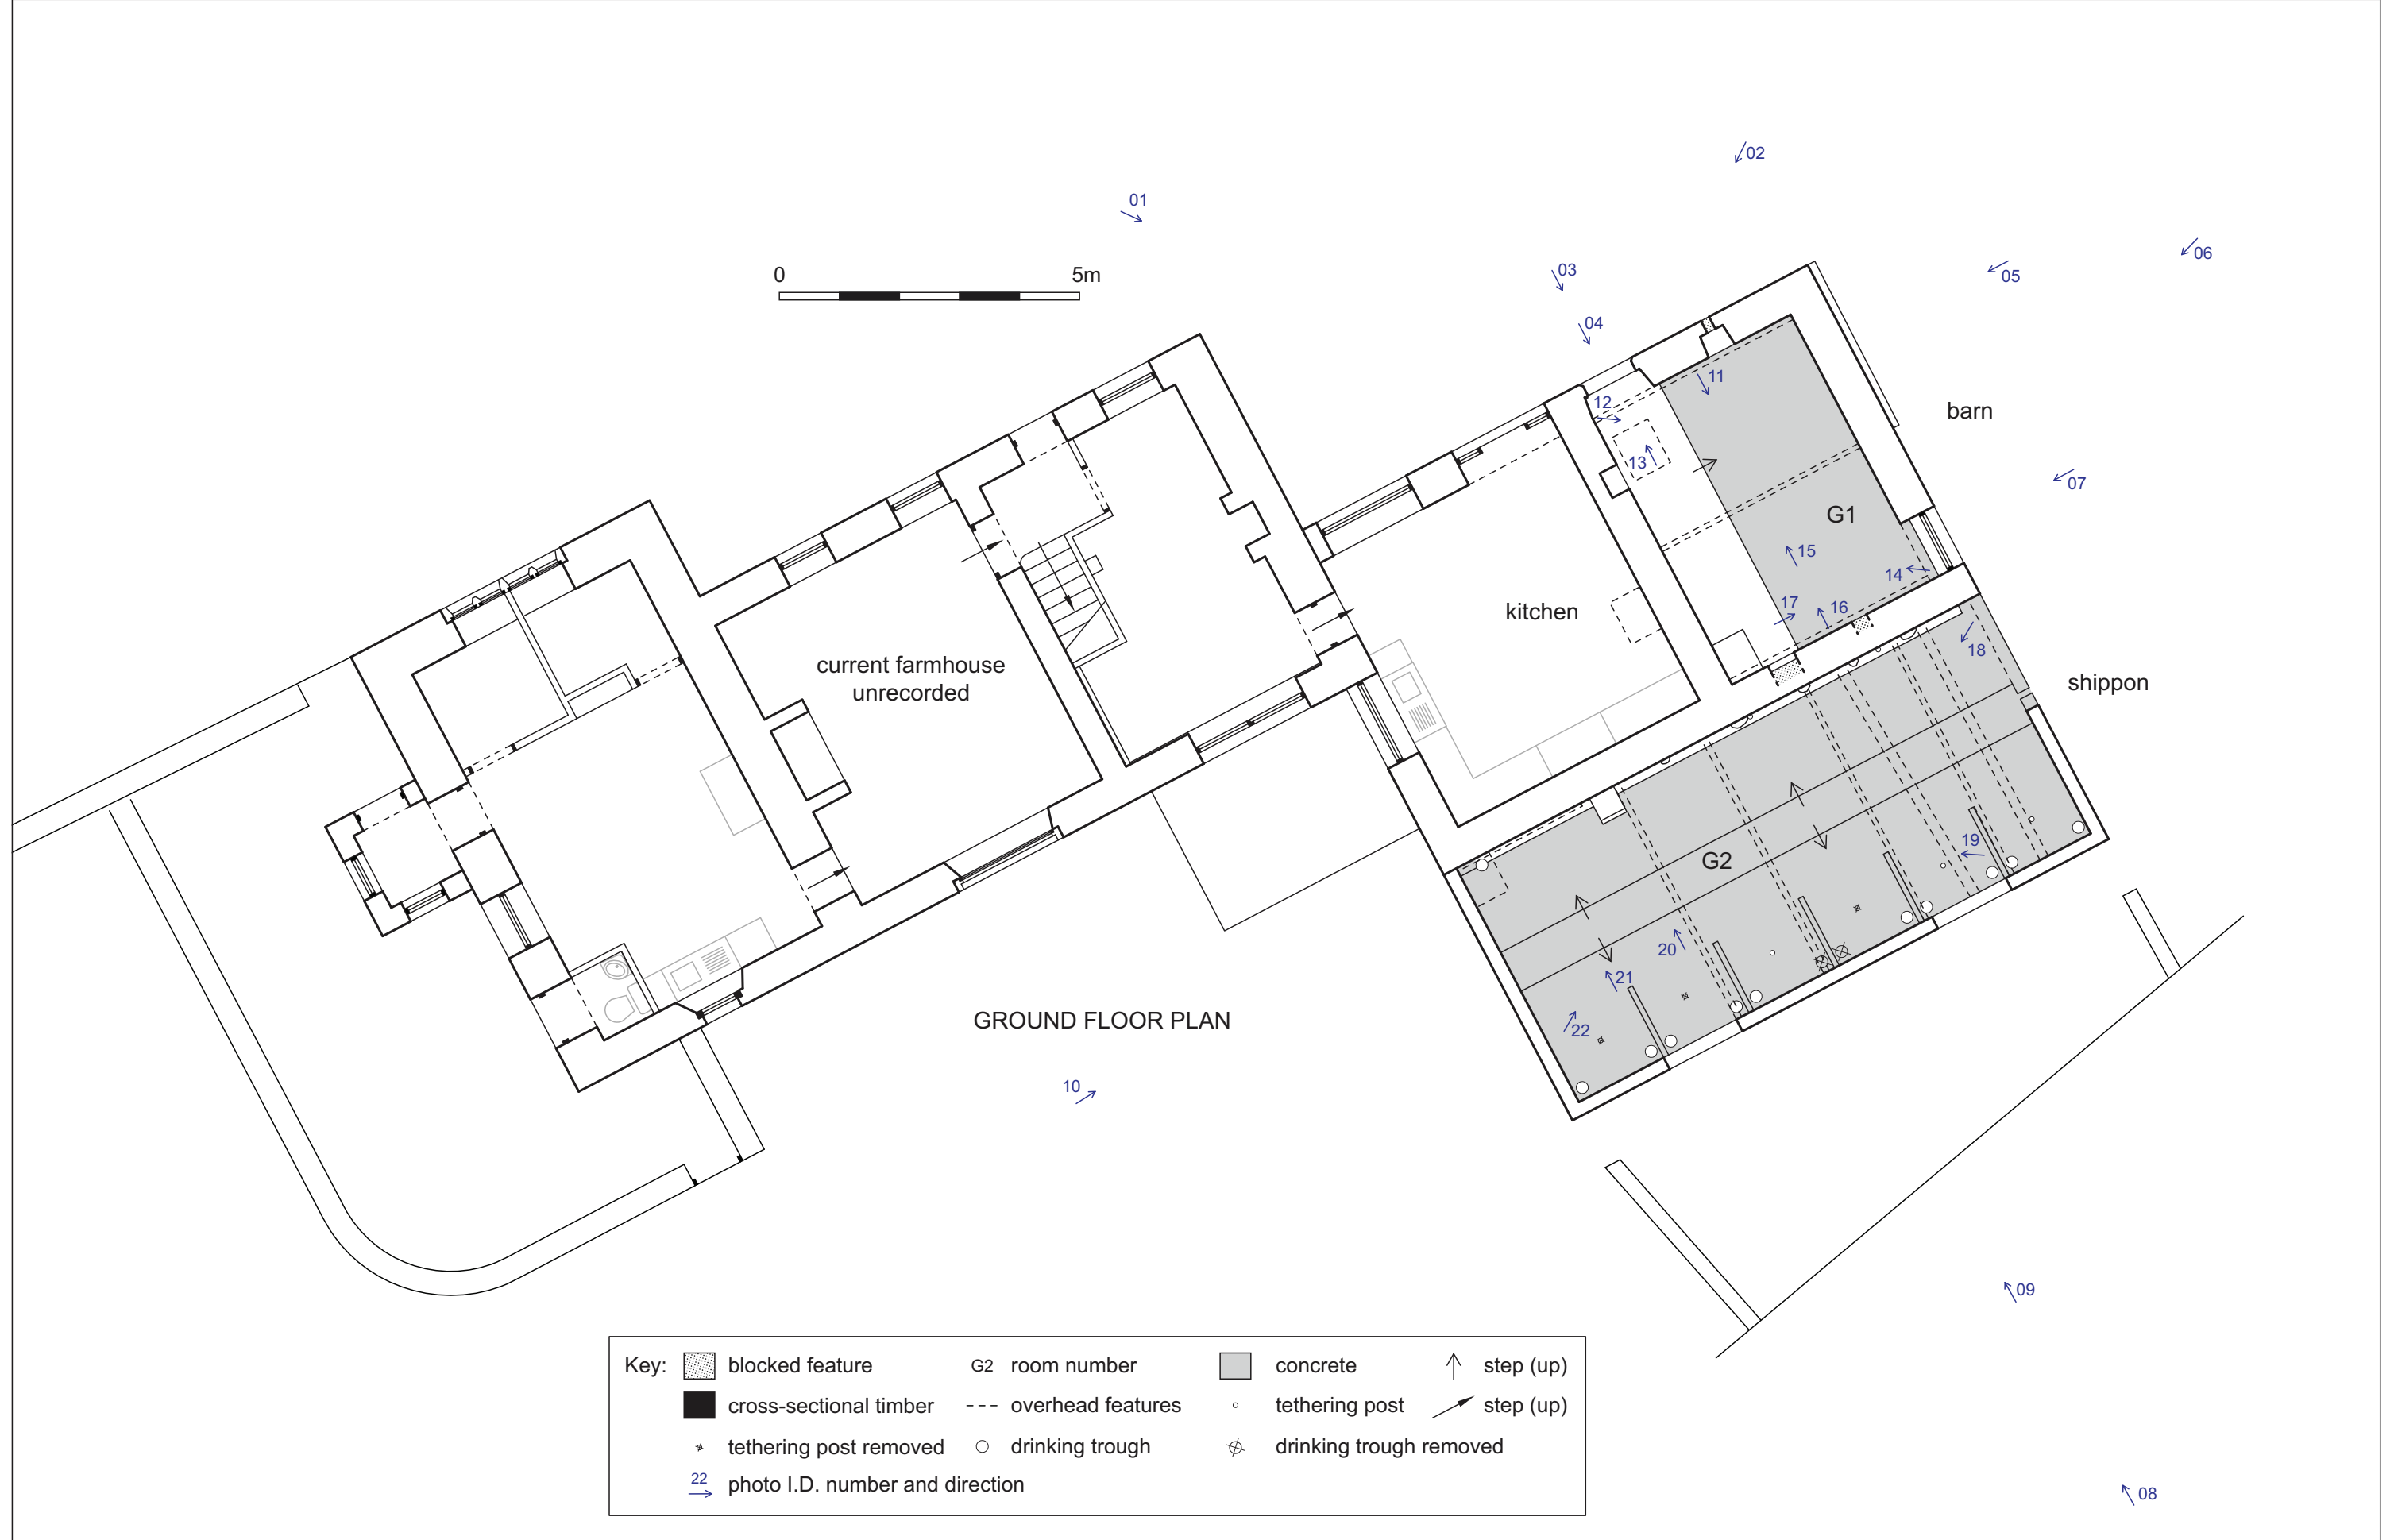 02
01
06
0 5m
03
05
04
11
12
barn
13
07
G1
15
14
17 16
kitchen
current farmhouse
unrecorded
18
shippon
19
G2
20
21
22
GROUND FLOOR PLAN
10
09
Key: blocked feature G2 room number concrete step (up)
cross-sectional timber overhead features tethering post step (up)
tethering post removed drinking trough drinking trough removed
22 photo I.D. number and direction
08